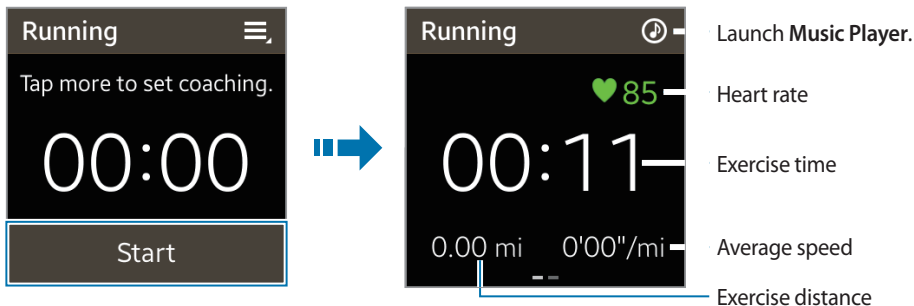 Running
Tap more to set coaching.
00:00
Start
Running
85
00:11
0.00 mi 0'00"/mi
Launch Music Player.
Heart rate
Exercise time
Average speed
Exercise distance